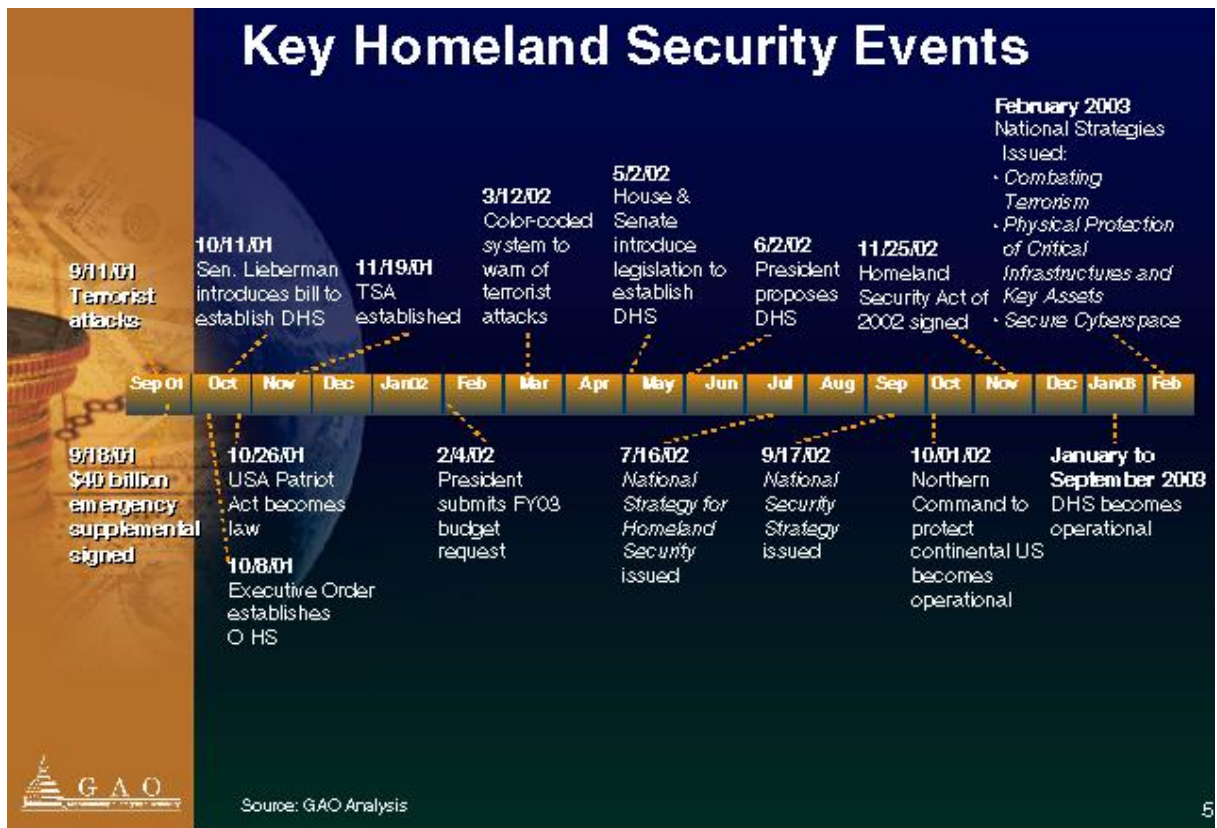 Key Homeland Security Events
9/11/01
Terrorist
attacks
10/11/01
Sen. Lieberman
introduces bill to
establish DHS
11/19/01
TSA
established
3/12/02
Color-coded
system to
warn of
terrorist
attacks
5/2/02
House &
Senate
introduce
legislation to
establish
DHS
6/2/02
President
proposes
DHS
11/25/02
Homeland
Security Act of
2002 signed
February 2003
National Strategies
Issued:
• Combating
Terrorism
• Physical Protection
of Critical
Infrastructures and
Key Assets
• Secure Cyberspace
Sep 01 Oct Nov Dec Jan02 Feb Mar Apr May Jun Jul Aug Sep Oct Nov Dec Jan03 Feb
9/18/01
$40 billion
emergency
supplemental
signed
10/26/01
USA Patriot
Act becomes
law
10/8/01
Executive Order
establishes
O HS
2/4/02
President
submits FY03
budget
request
7/16/02
National
Strategy for
Homeland
Security
issued
9/17/02
National
Security
Strategy
issued
10/01/02
Northern
Command to
protect
continental US
becomes
operational
January to
September 2003
DHS becomes
operational
GAO
Source: GAO Analysis
5